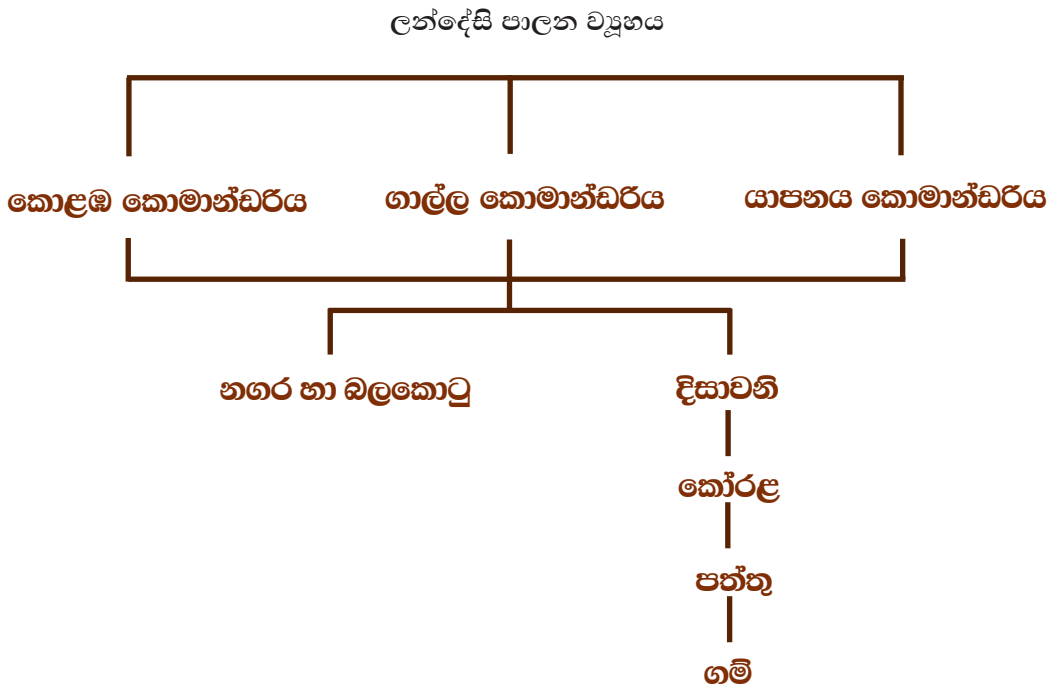 ලන්දේසි පාලන ව්‍යූහය
කොළඹ කොමාන්ඩරිය ගාල්ල කොමාන්ඩරිය යාපනය කොමාන්ඩරිය
නගර හා බලකොටු දිසාවනි
කෝරළ
පත්තු
ගම්